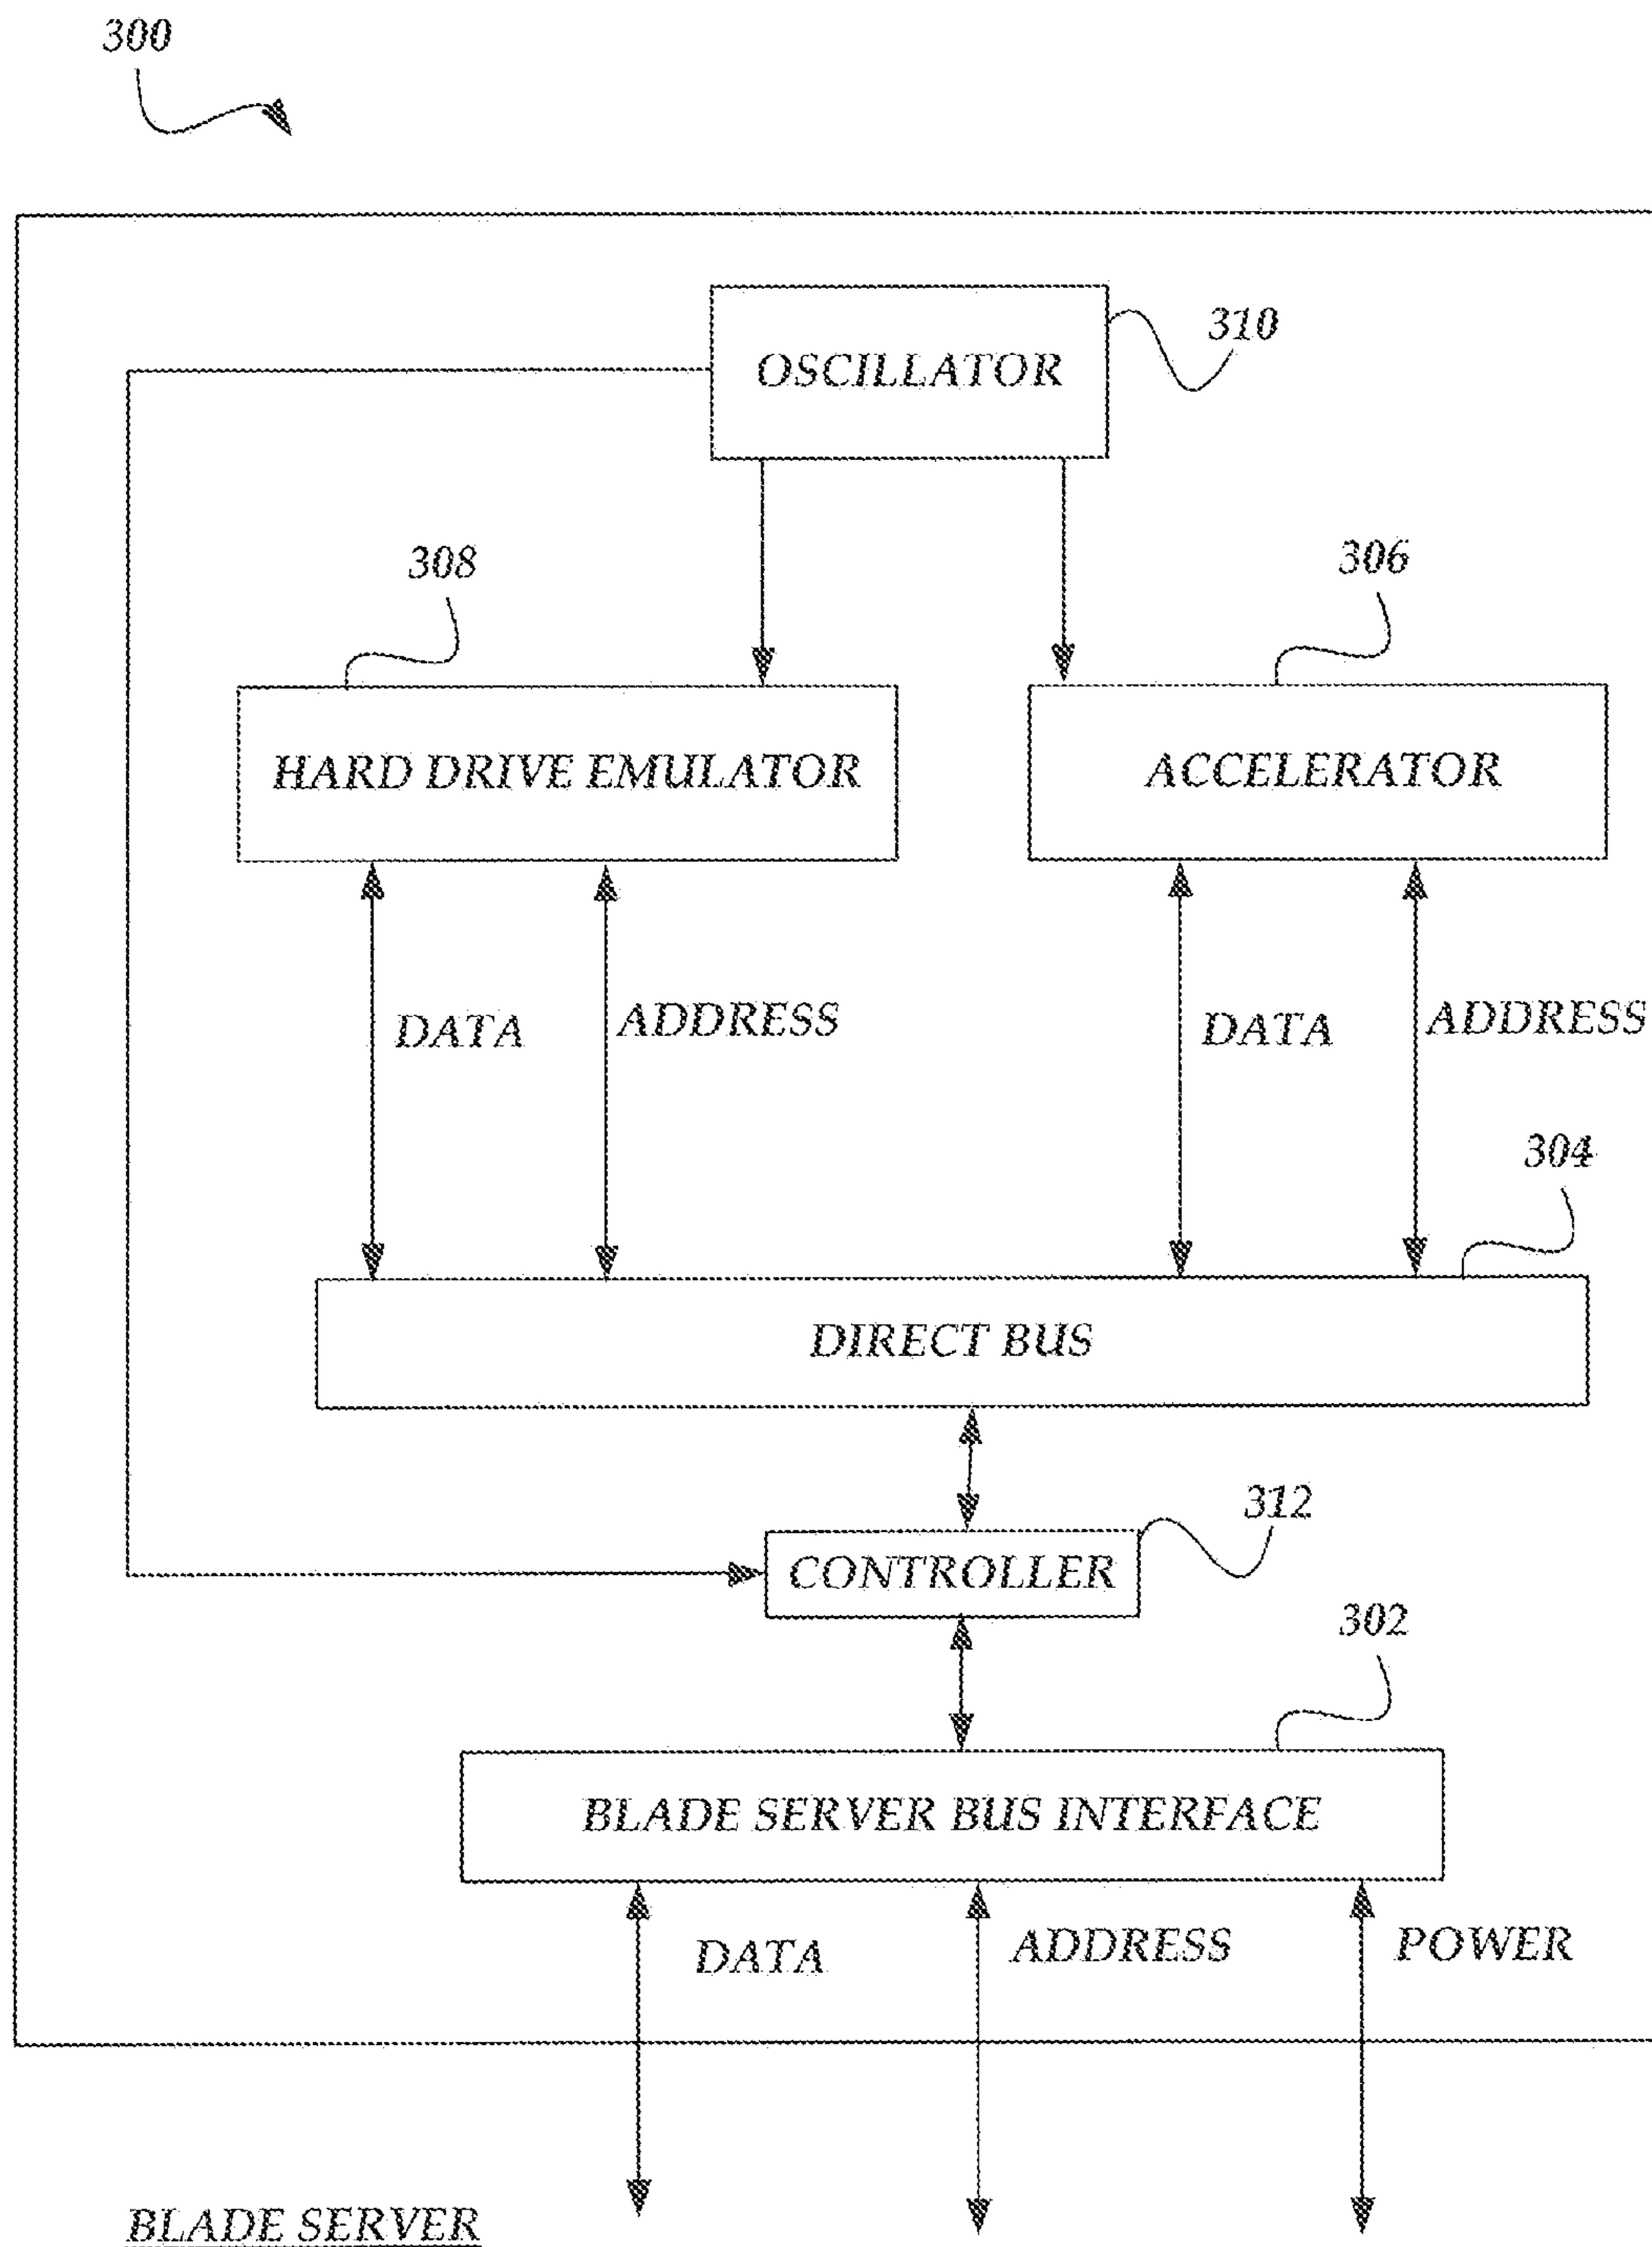 300
310
OSCILLATOR
308
306
HARD DRIVE EMULATOR
ACCELERATOR
DATA
ADDRESS
DATA
ADDRESS
304
DIRECT BUS
312
CONTROLLER
302
BLADE SERVER BUS INTERFACE
DATA
ADDRESS
POWER
BLADE SERVER